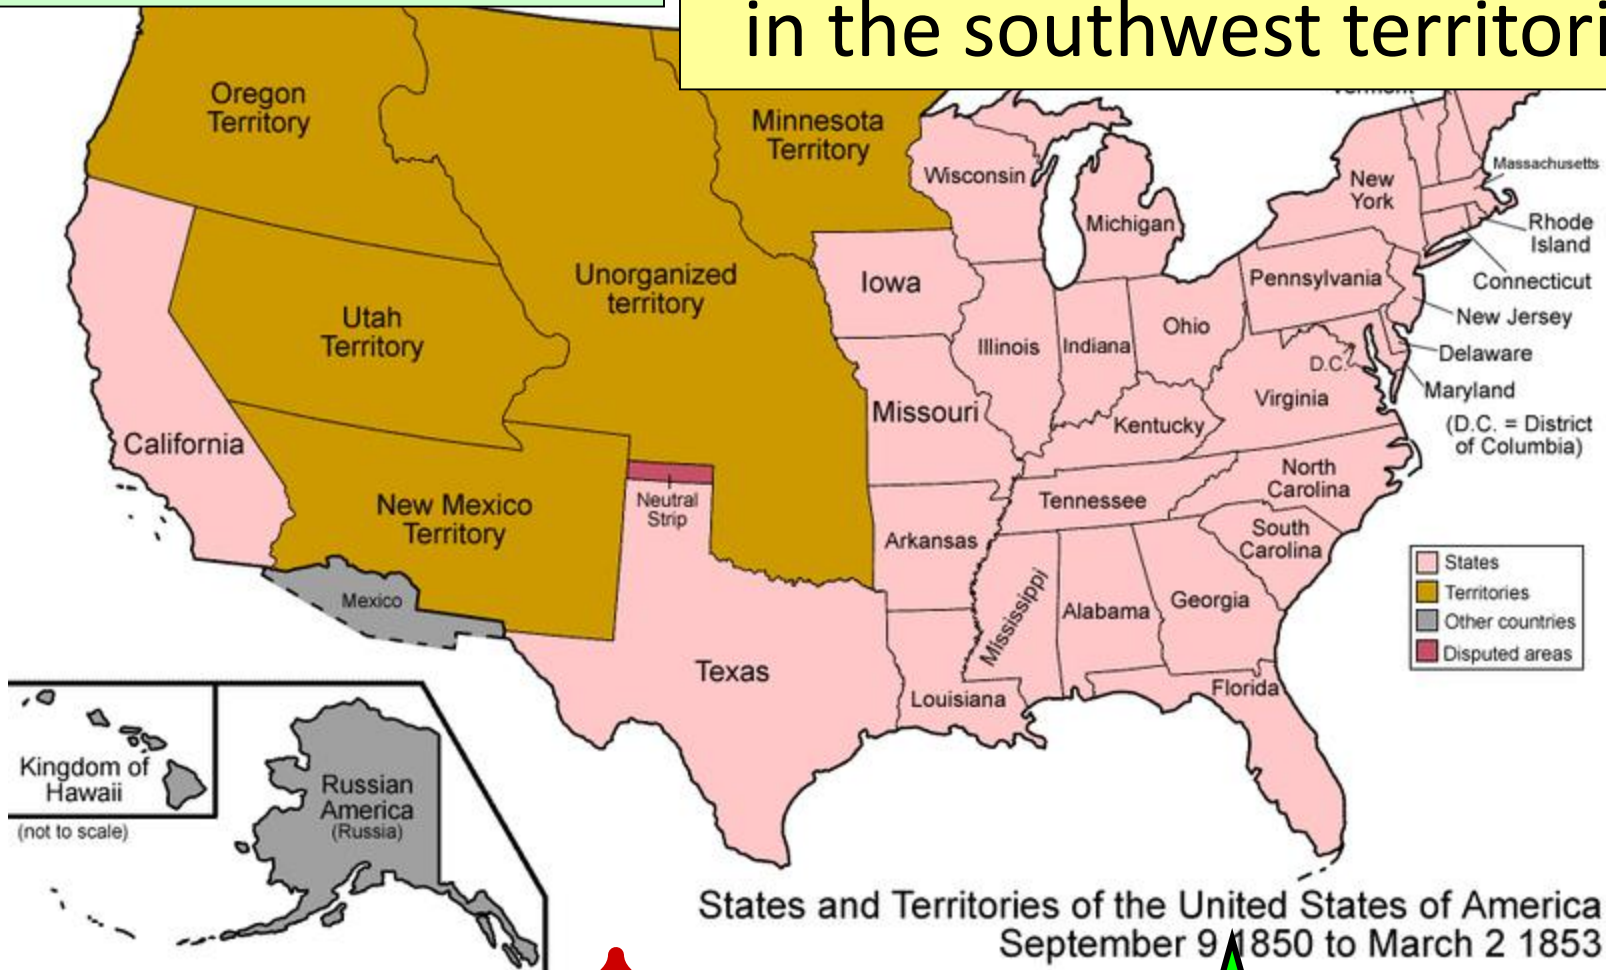 in the southwest territori
Oregon
Territory
Minnesota
Territory
Vermont
Massachusetts
Wisconsin
New
York
Michigan
Rhode
Island
Unorganized
territory
Iowa
Pennsylvania
Connecticut
Utah
Territory
New Jersey
Illinois
Indiana
Ohio
Delaware
D.C.
Maryland
Virginia
Missouri
Kentucky
(D.C. = District
of Columbia)
California
North
Carolina
New Mexico
Territory
Neutral
Strip
Tennessee
South
Carolina
Arkansas
States
Territories
Other countries
Disputed areas
Mexico
Mississippi
Alabama
Georgia
Texas
Louisiana
Florida
Kingdom of
Hawaii
(not to scale)
Russian
America
(Russia)
States and Territories of the United States of America
September 9 1850 to March 2 1853